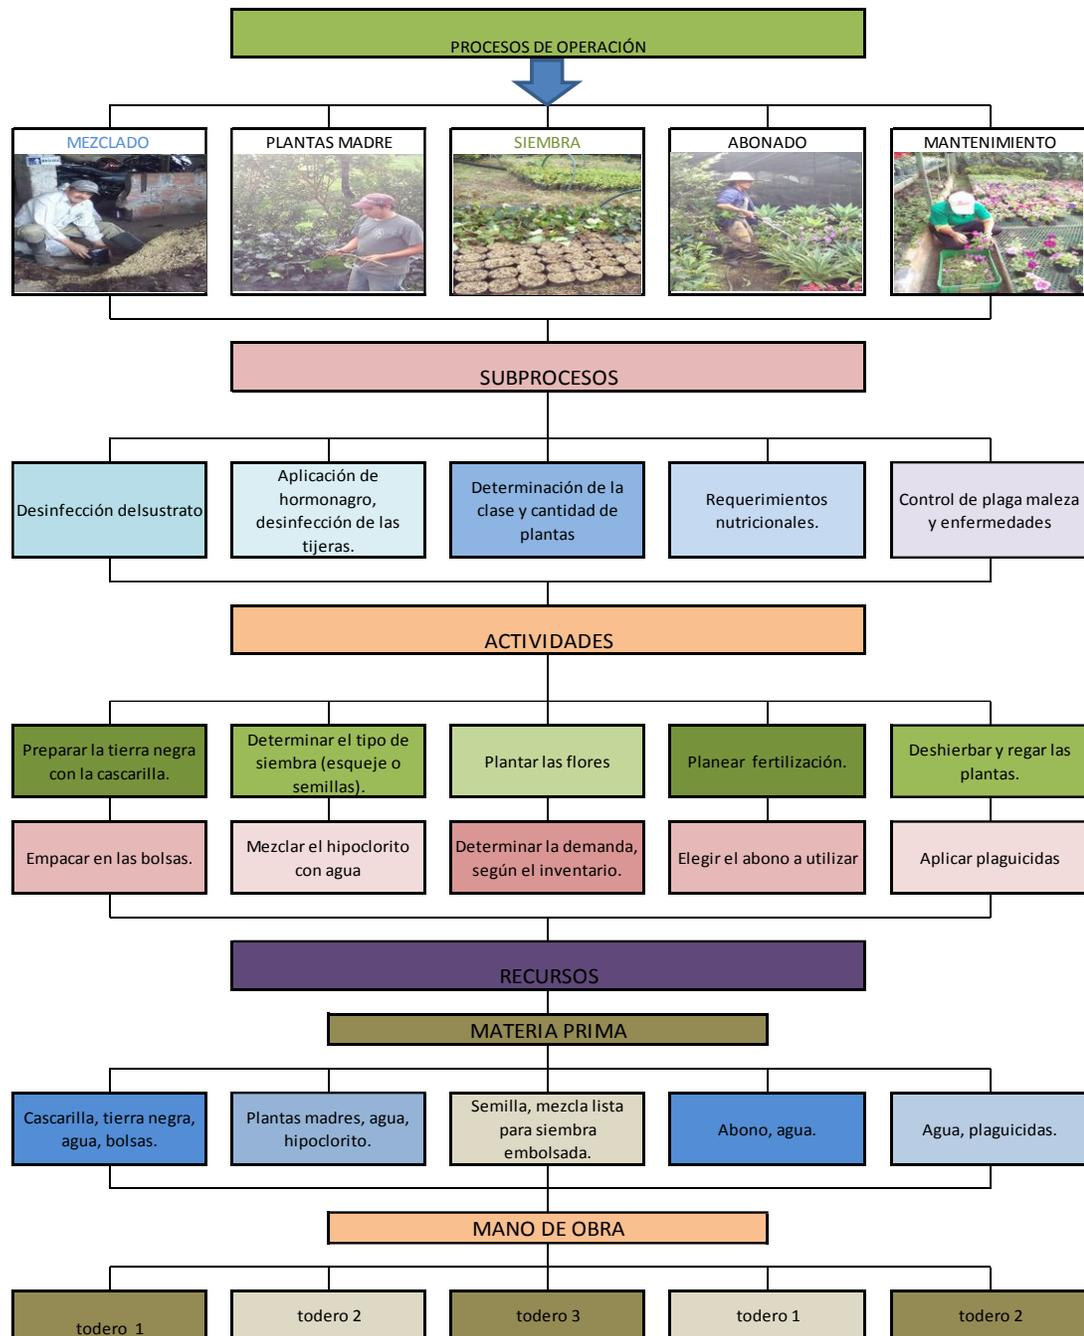 PROCESOS DE OPERACIÓN
MEZCLADO
PLANTAS MADRE
SIEMBRA
ABONADO
MANTENIMIENTO
SUBPROCESOS
Desinfección delsustrato
Aplicación de
hormonagro,
desinfección de las
tijeras.
Determinación de la
clase y cantidad de
plantas
Requerimientos
nutricionales.
Control de plaga maleza
y enfermedades
ACTIVIDADES
Preparar la tierra negra
con la cascarilla.
Determinar el tipo de
siembra (esqueje o
semillas).
Plantar las flores
Planear fertilización.
Deshierbar y regar las
plantas.
Empacar en las bolsas.
Mezclar el hipoclorito
con agua
Determinar la demanda,
según el inventario.
Elegir el abono a utilizar
Aplicar plaguicidas
RECURSOS
MATERIA PRIMA
Cascarilla, tierra negra,
agua, bolsas.
Plantas madres, agua,
hipoclorito.
Semilla, mezcla lista
para siembra
embolsada.
Abono, agua.
Agua, plaguicidas.
MANO DE OBRA
todero 1
todero 2
todero 3
todero 1
todero 2